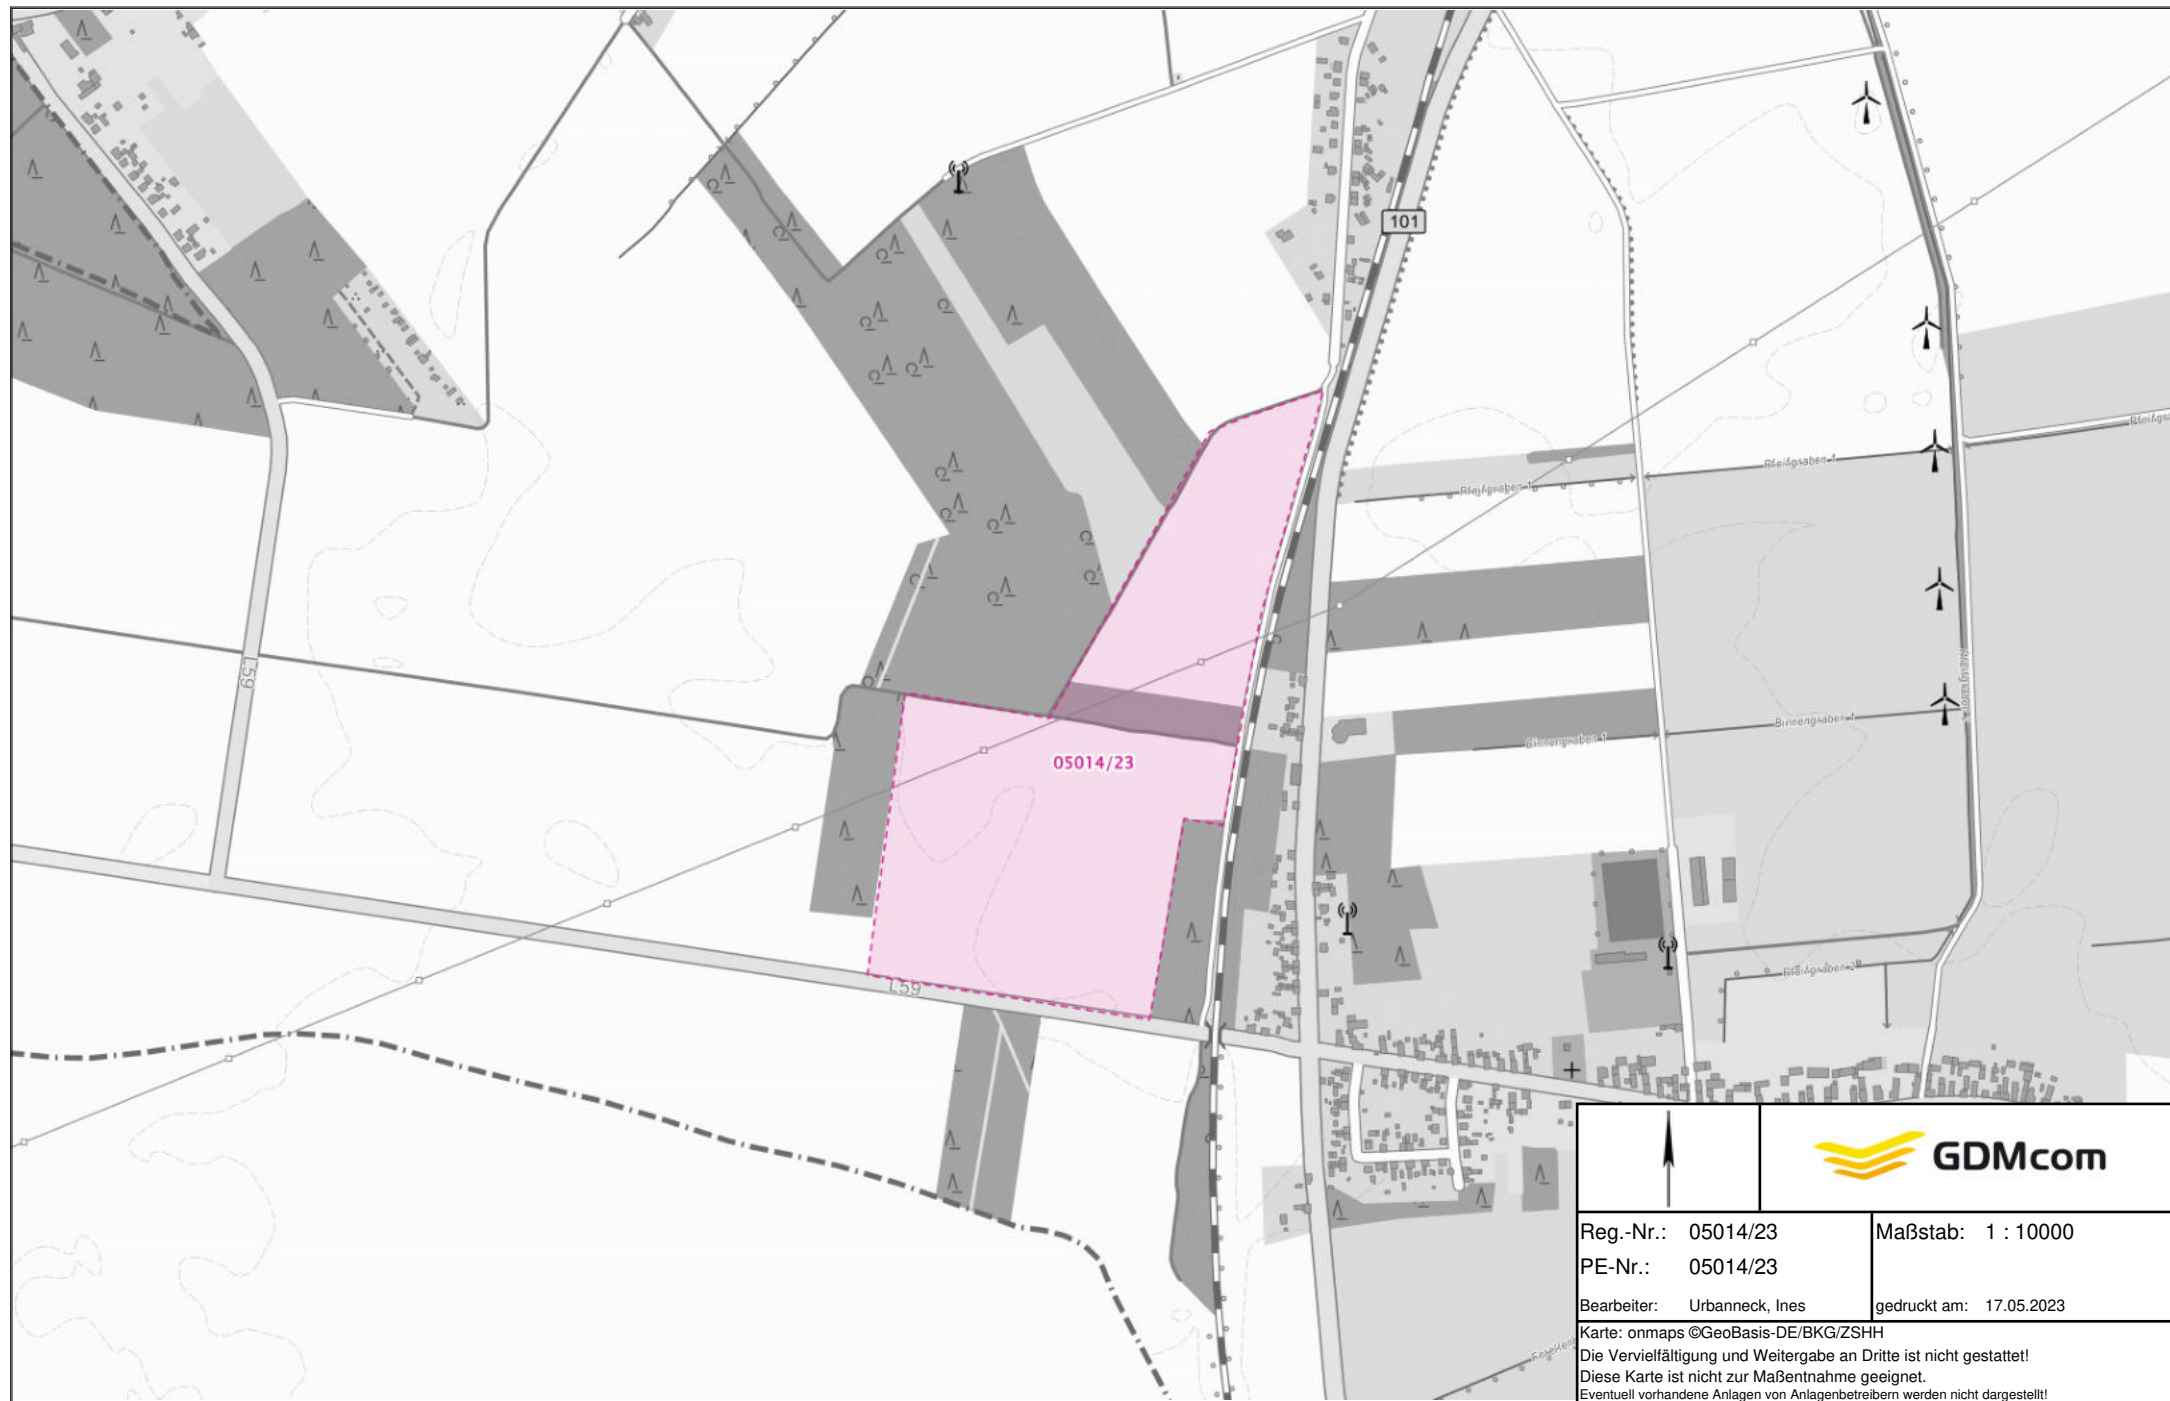 101
Pfeifgraben 1
Pfeifgraben 1
L59
Binnengraben 1
Binnengraben 1
05014/23
L59
Pfeifgraben 2
GDMcom
Reg.-Nr.: 05014/23
Maßstab: 1 : 10000
PE-Nr.: 05014/23
Bearbeiter: Urbanneck, Ines
gedruckt am: 17.05.2023
Karte: onmaps ©GeoBasis-DE/BKG/ZSHH
Die Vervielfältigung und Weitergabe an Dritte ist nicht gestattet!
Diese Karte ist nicht zur Maßentnahme geeignet.
Eventuell vorhandene Anlagen von Anlagenbetreibern werden nicht dargestellt!